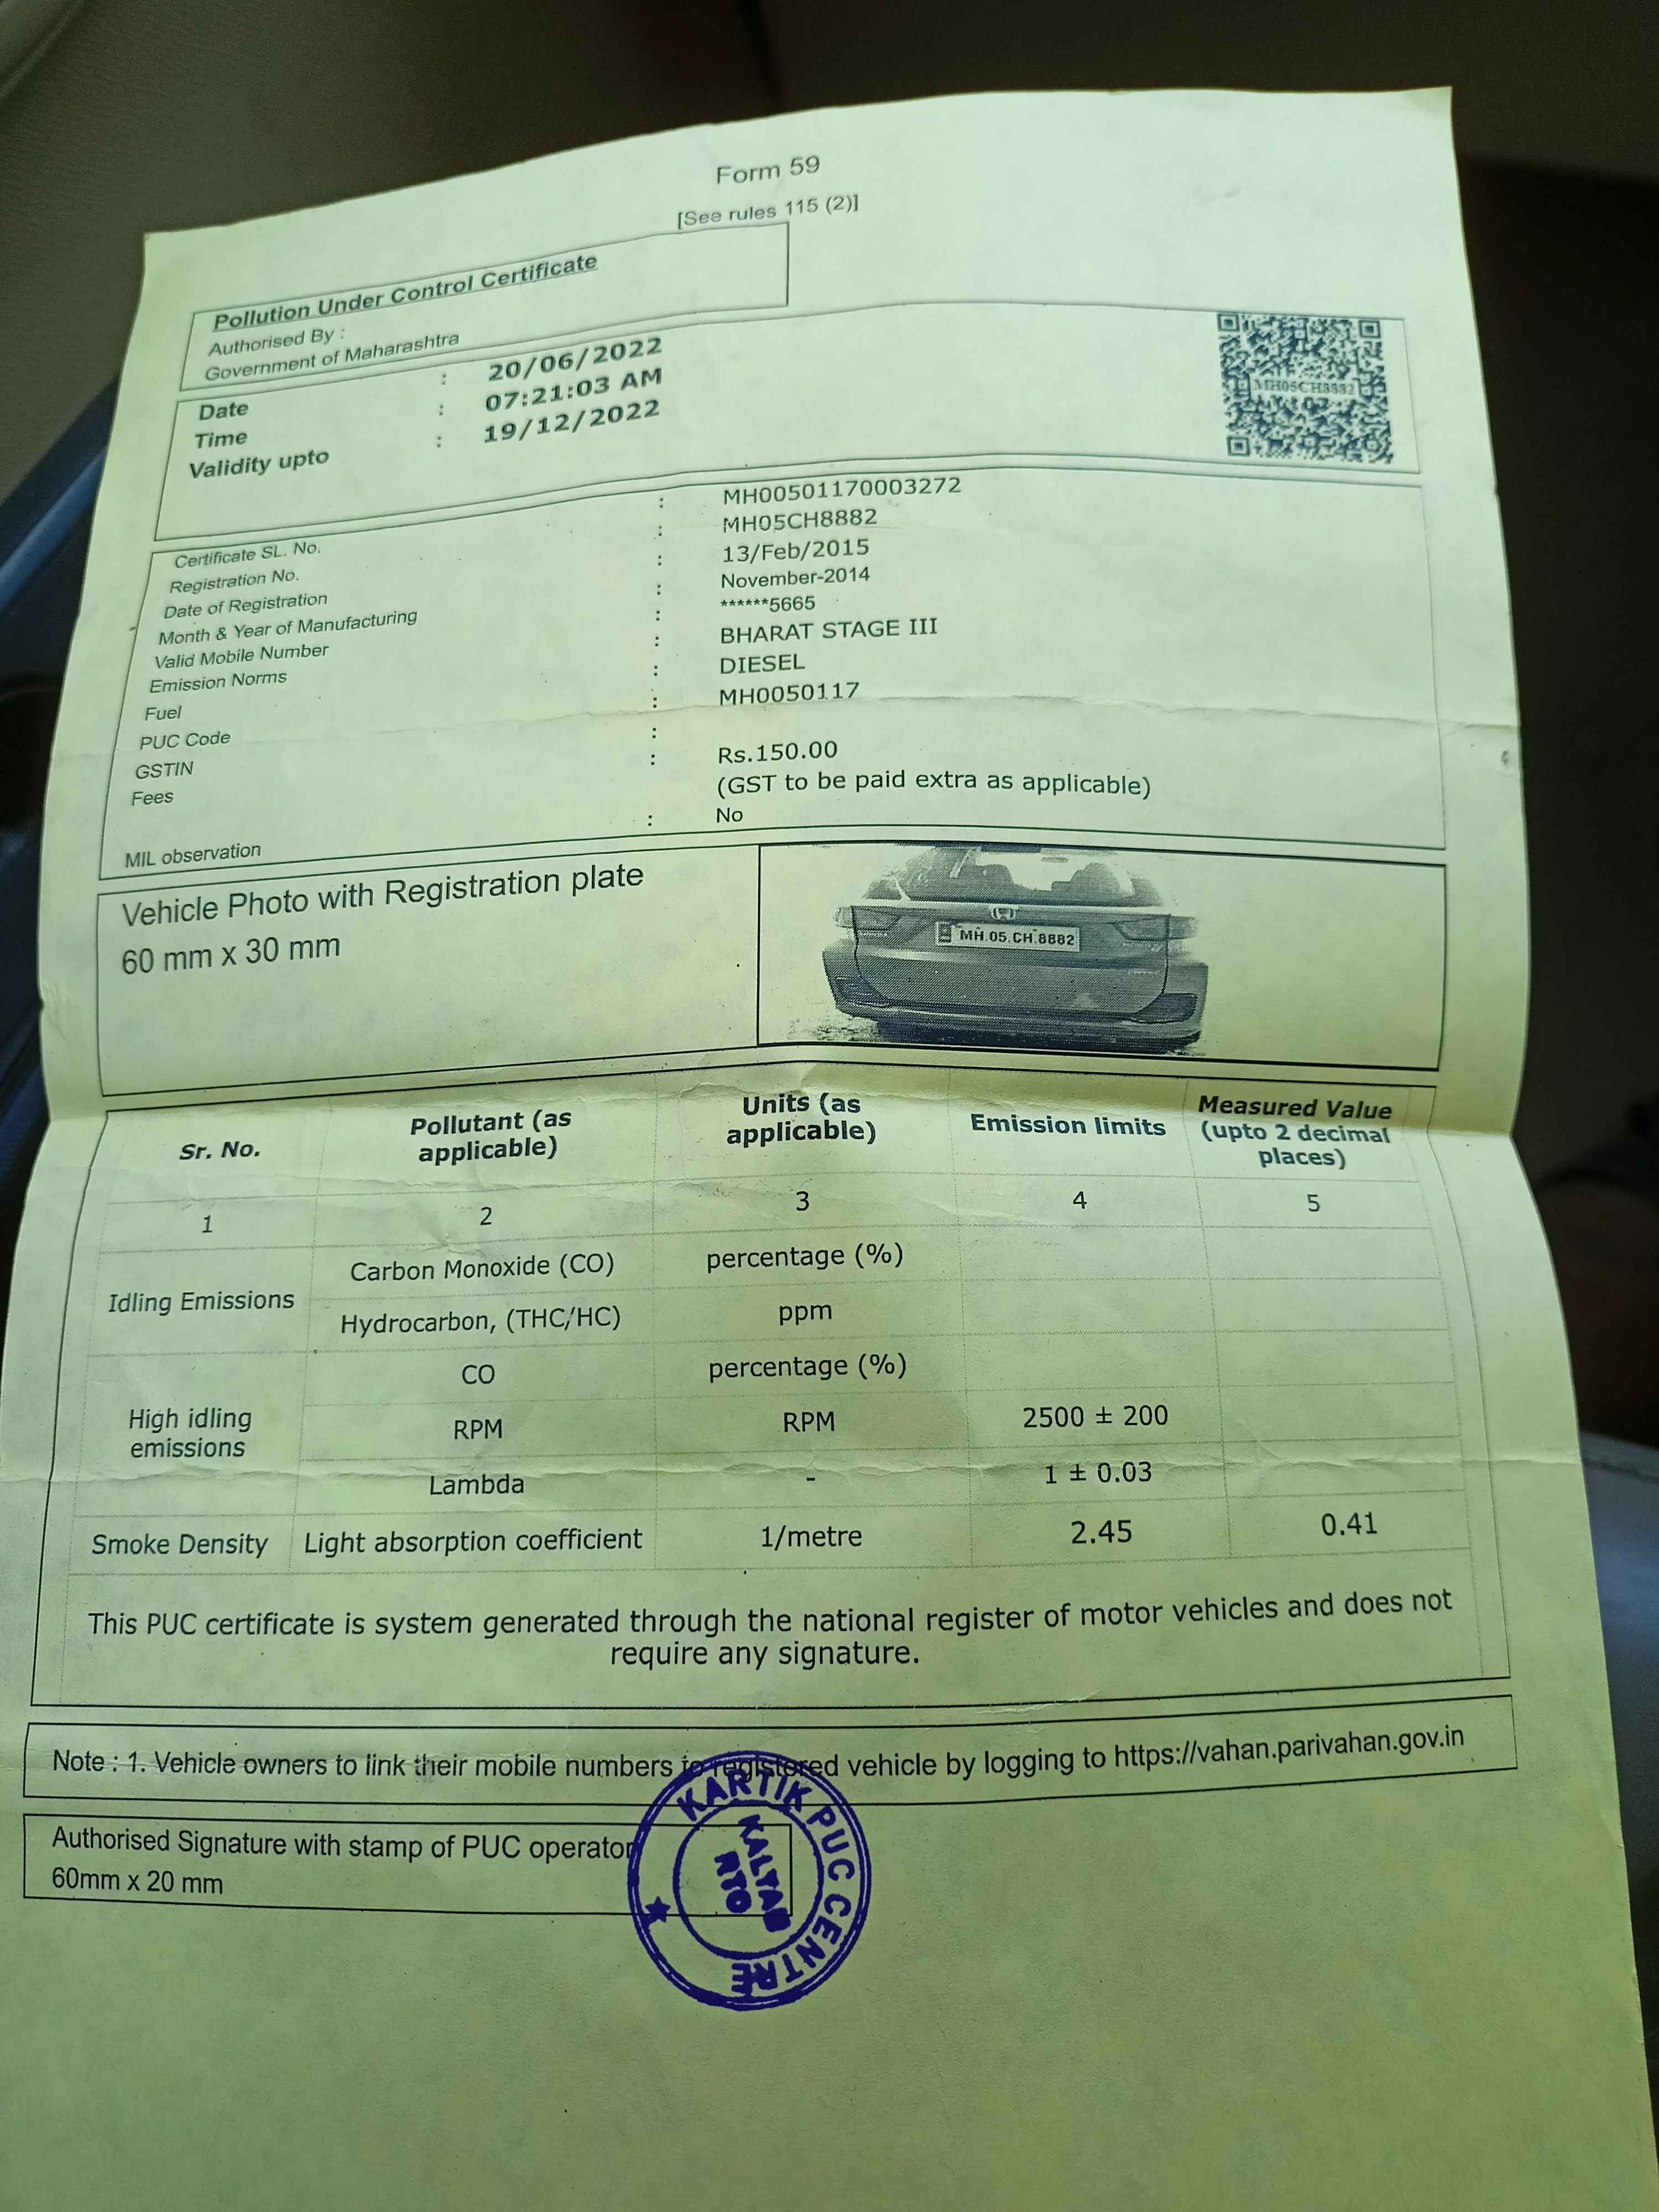 Form 59
[See rules 115 (2)]
Pollution Under Control Certificate
Authorised By :
Government of Maharashtra
Date : 20/06/2022
Time : 07:21:03 AM
Validity upto : 19/12/2022
MH05CH8882
Certificate SL. No. : MH00501170003272
Registration No. : MH05CH8882
Date of Registration : 13/Feb/2015
Month & Year of Manufacturing : November-2014
Valid Mobile Number : ******5665
Emission Norms : BHARAT STAGE III
Fuel : DIESEL
PUC Code : MH0050117
GSTIN :
Fees : Rs.150.00
(GST to be paid extra as applicable)
MIL observation : No
Vehicle Photo with Registration plate
60 mm x 30 mm
MH.05.CH.8882
Sr. No. Pollutant (as applicable) Units (as applicable) Emission limits Measured Value (upto 2 decimal places)
1 2 3 4 5
Idling Emissions Carbon Monoxide (CO) percentage (%)
Hydrocarbon, (THC/HC) ppm
High idling emissions CO percentage (%)
RPM RPM 2500 ± 200
Lambda - 1 ± 0.03
Smoke Density Light absorption coefficient 1/metre 2.45 0.41
This PUC certificate is system generated through the national register of motor vehicles and does not
require any signature.
Note : 1. Vehicle owners to link their mobile numbers to registered vehicle by logging to https://vahan.parivahan.gov.in
Authorised Signature with stamp of PUC operator
60mm x 20 mm
KARTIK PUC CENTRE
KALYAN
RTO